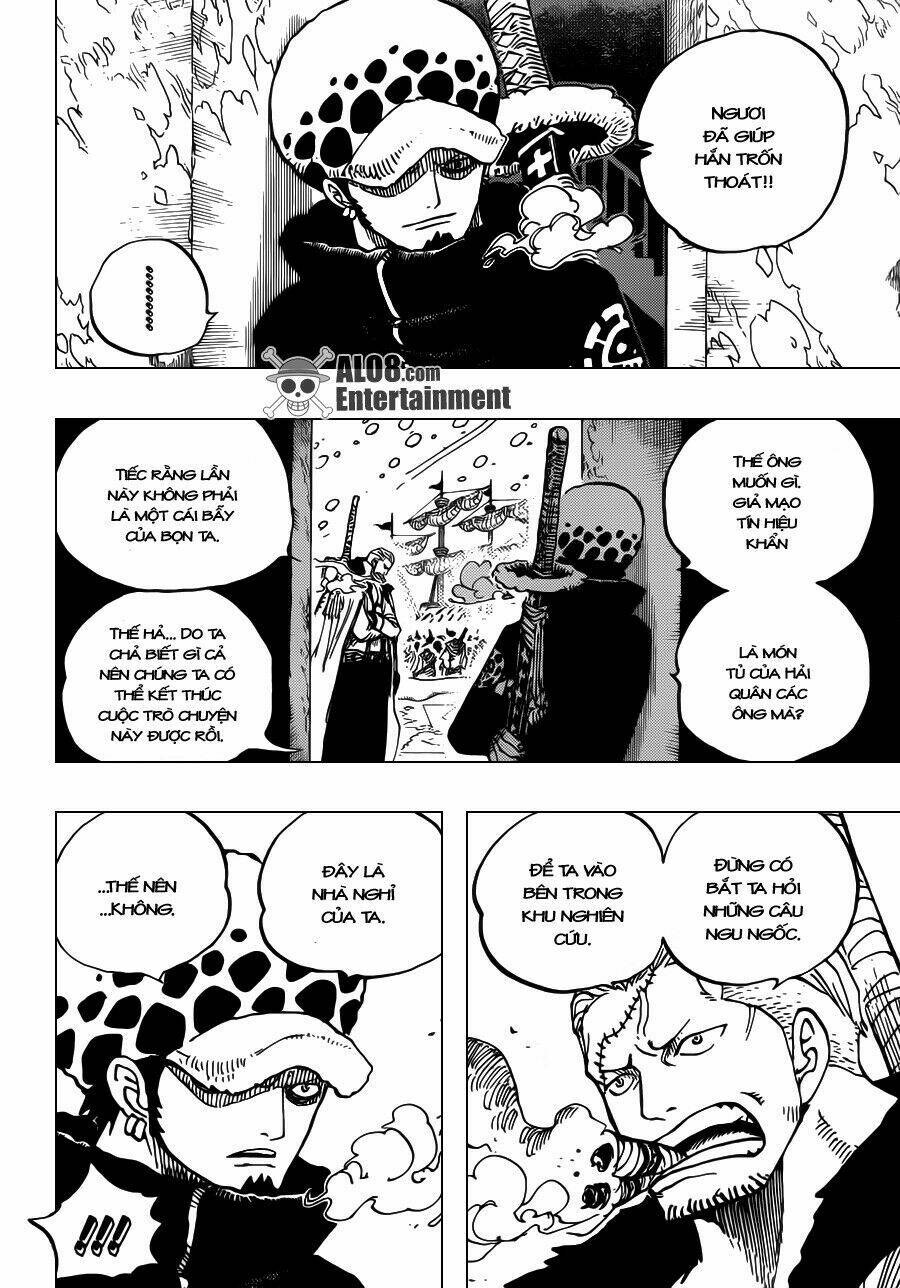 NGƯƠI
ĐÃ GIÚP
HẮN TRỐN
THOÁT!!
..........
AL08.com
Entertainment
THẾ ÔNG
MUỐN GÌ.
GIẢ MẠO
TÍN HIỆU
KHẨN
LÀ MÓN
TỦ CỦA HẢI
QUÂN CÁC
ÔNG MÀ?
TIẾC RẰNG LẦN
NÀY KHÔNG PHẢI
LÀ MỘT CÁI BẪY
CỦA BỌN TA.
THẾ HẢ... DO TA
CHẢ BIẾT GÌ CẢ
NÊN CHÚNG TA CÓ
THỂ KẾT THÚC
CUỘC TRÒ CHUYỆN
NÀY ĐƯỢC RỒI.
ĐỪNG CÓ
BẮT TA HỎI
NHỮNG CÂU
NGU NGỐC.
ĐỂ TA VÀO
BÊN TRONG
KHU NGHIÊN
CỨU.
ĐÂY LÀ
NHÀ NGHỈ
CỦA TA.
...THẾ NÊN
...KHÔNG.
!!!